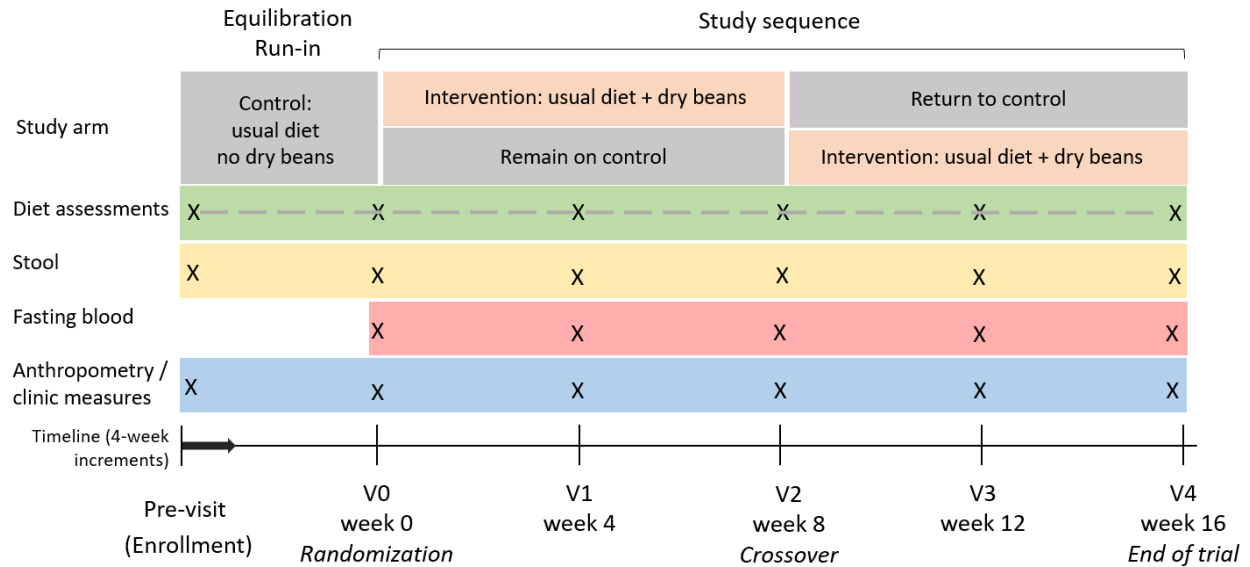 Equilibration
Run-in
Study sequence
Study arm
Control:
usual diet
no dry beans
Intervention: usual diet + dry beans
Return to control
Remain on control
Intervention: usual diet + dry beans
Diet assessments
X X X X X X
Stool
X X X X X X
Fasting blood
X X X X X
Anthropometry /
clinic measures
X X X X X X
Timeline (4-week
increments)
Pre-visit
(Enrollment)
V0
week 0
Randomization
V1
week 4
V2
week 8
Crossover
V3
week 12
V4
week 16
End of trial